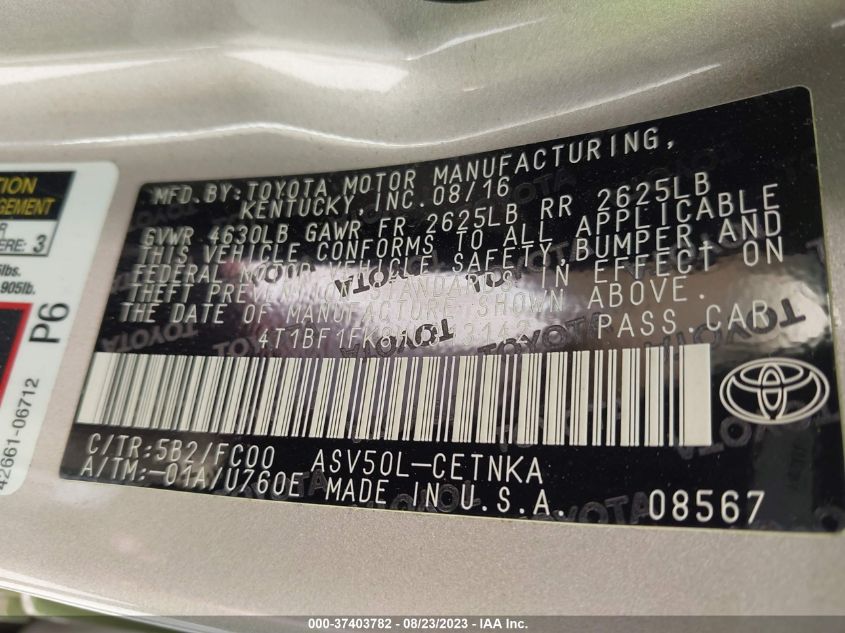 TION
AGEMENT
ERE: 3
lbs.
.905lb.
P6
42661-06712
MFD.BY:TOYOTA MOTOR MANUFACTURING,
KENTUCKY, INC.08/16
GVWR 4630LB GAWR FR 2625LB RR 2625LB
THIS VEHICLE CONFORMS TO ALL APPLICABLE
FEDERAL MOTOR VEHICLE SAFETY,BUMPER,AND
THEFT PREVENTION STANDARDS IN EFFECT ON
THE DATE OF MANUFACTURE SHOWN ABOVE.
PASS.CAR
C/TR:5B2/FC00 ASV50L-CETNKA
A/TM:-01A/U760E MADE IN U.S.A. 08567
TOYOTA
000-37403782 - 08/23/2023 - IAA Inc.